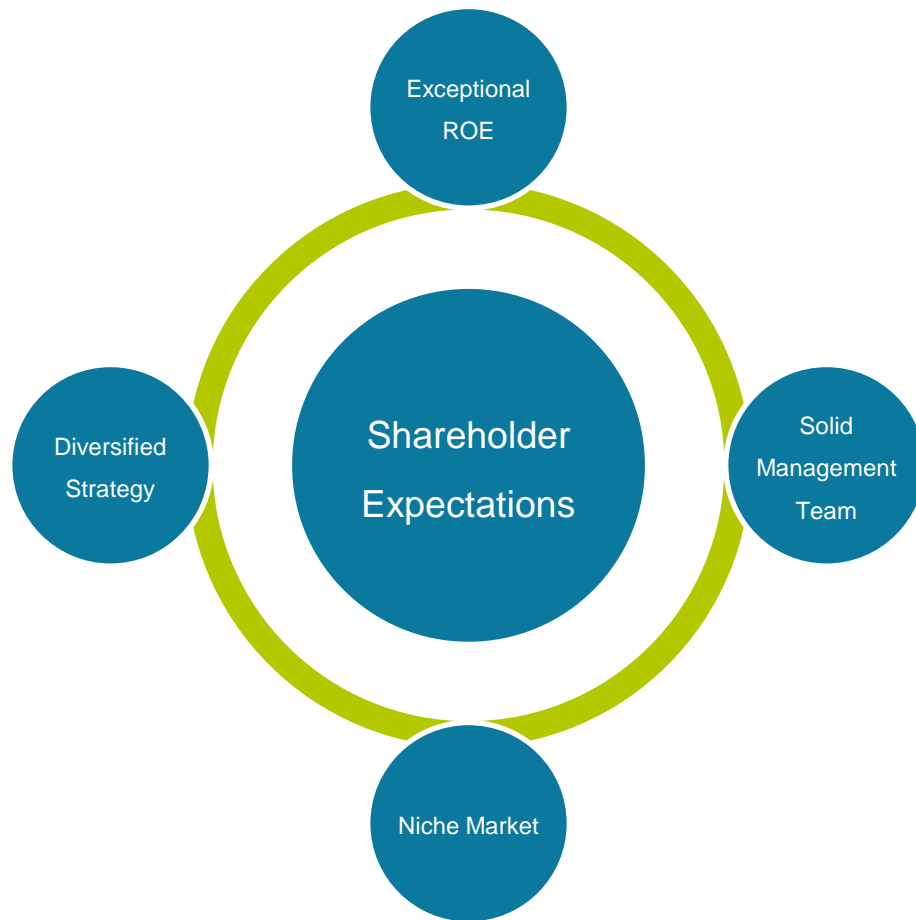 Exceptional
ROE
Shareholder
Expectations
Diversified
Strategy
Solid
Management
Team
Niche Market